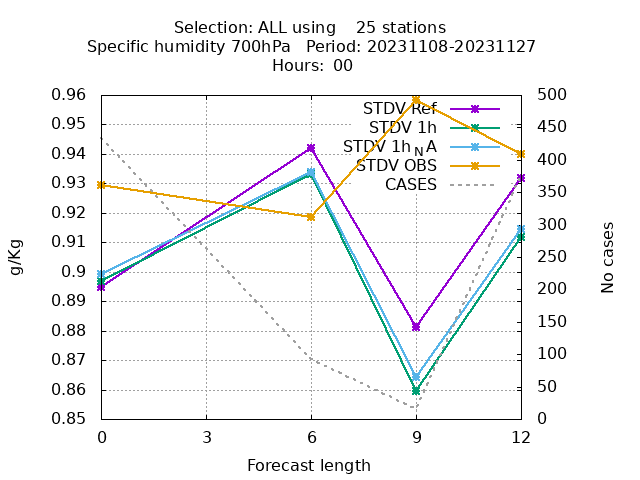 Selection: ALL using    25 stations
Specific humidity 700hPa   Period: 20231108-20231127
Hours:  00
g/Kg
0.96
0.95
0.94
0.93
0.92
0.91
0.9
0.89
0.88
0.87
0.86
0.85
STDV Ref
STDV 1h
STDV 1h_NA
STDV OBS
CASES
500
450
400
350
300
250
200
150
100
50
0
No cases
0 3 6 9 12
Forecast length